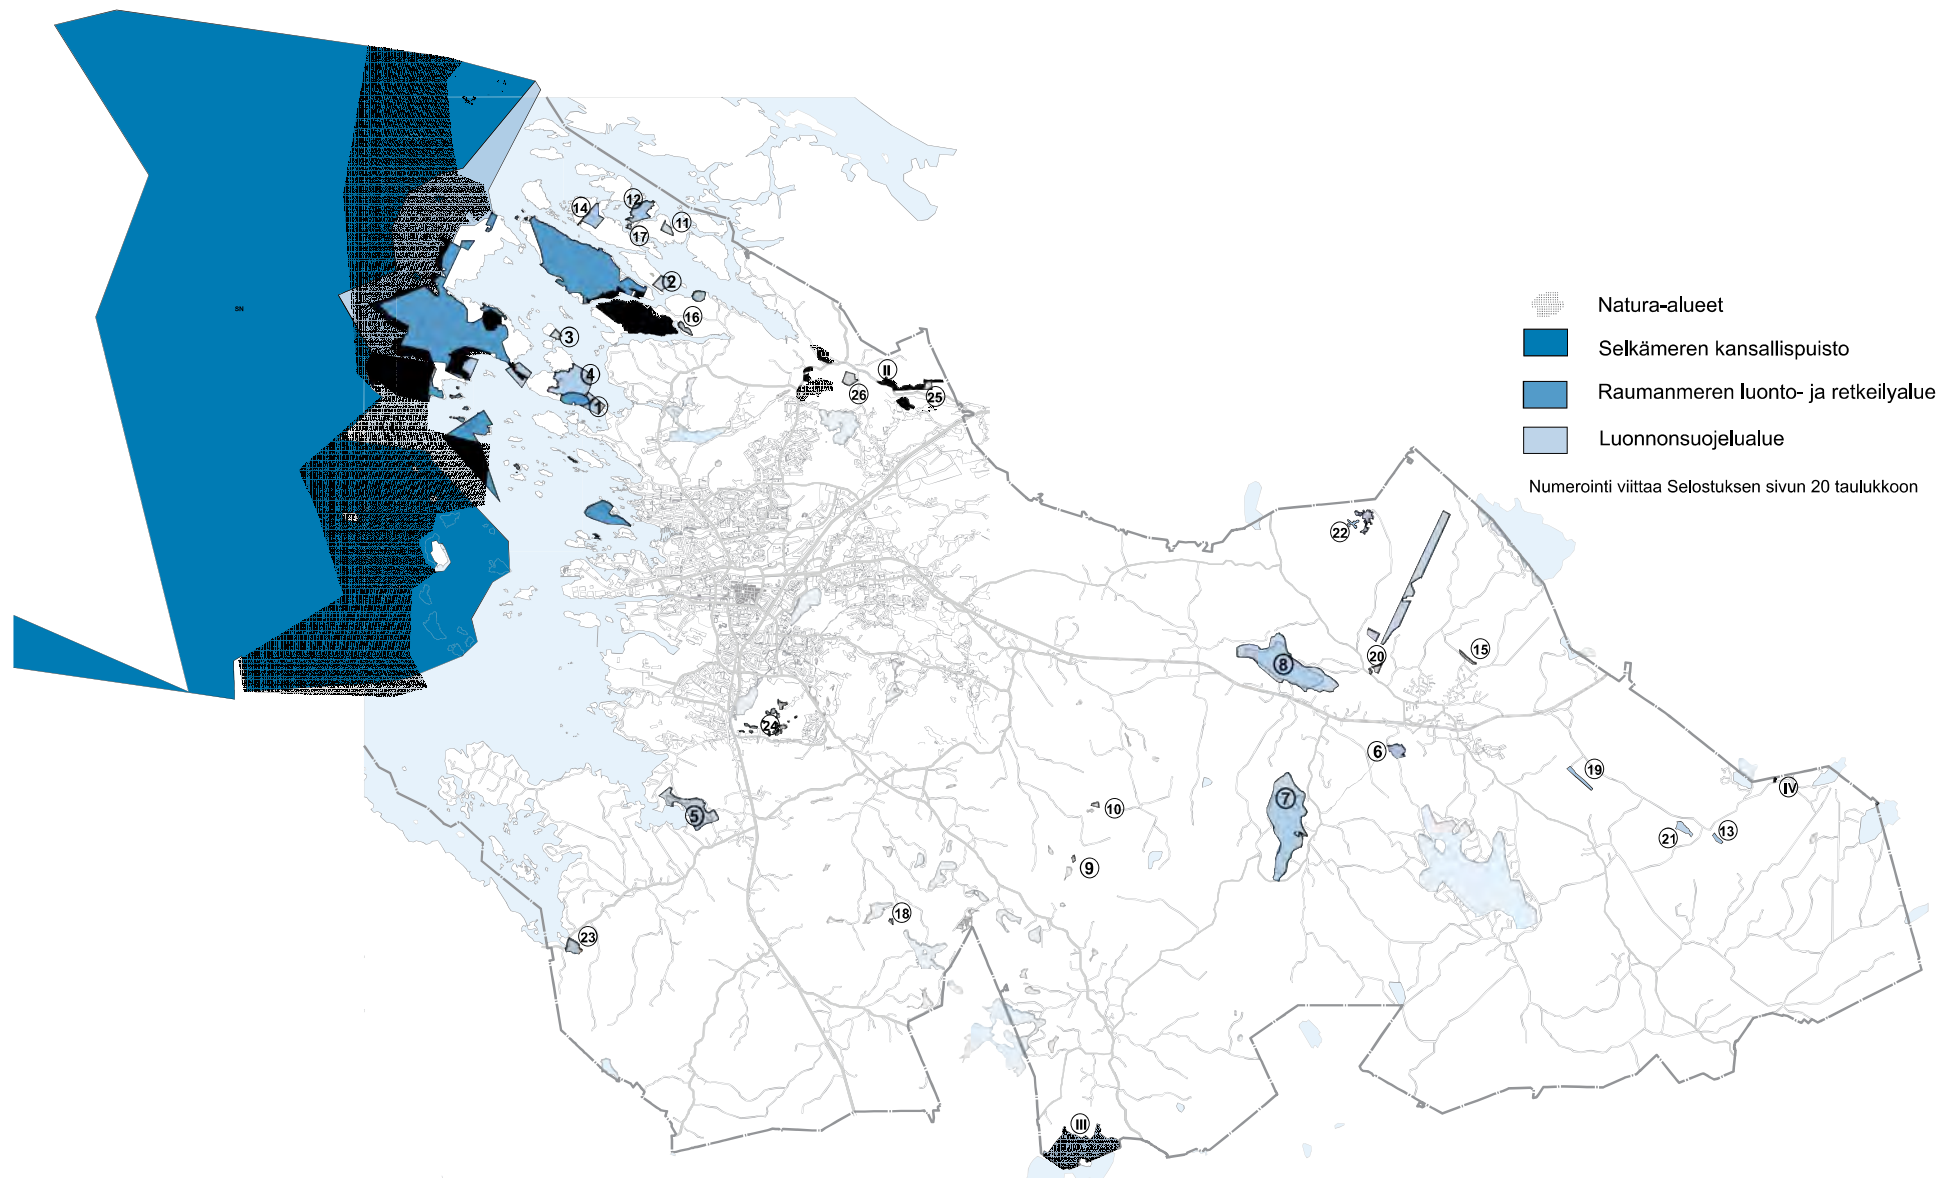 12
14
11
17
2
SN
Natura-alueet
16
3
Selkämeren kansallispuisto
II
4
26
25
Raumanmeren luonto- ja retkeilyalue
1
Luonnonsuojelualue
Numerointi viittaa Selostuksen sivun 20 taulukkoon
22
15
20
8
24
6
19
IV
7
10
5
13
21
9
18
23
III